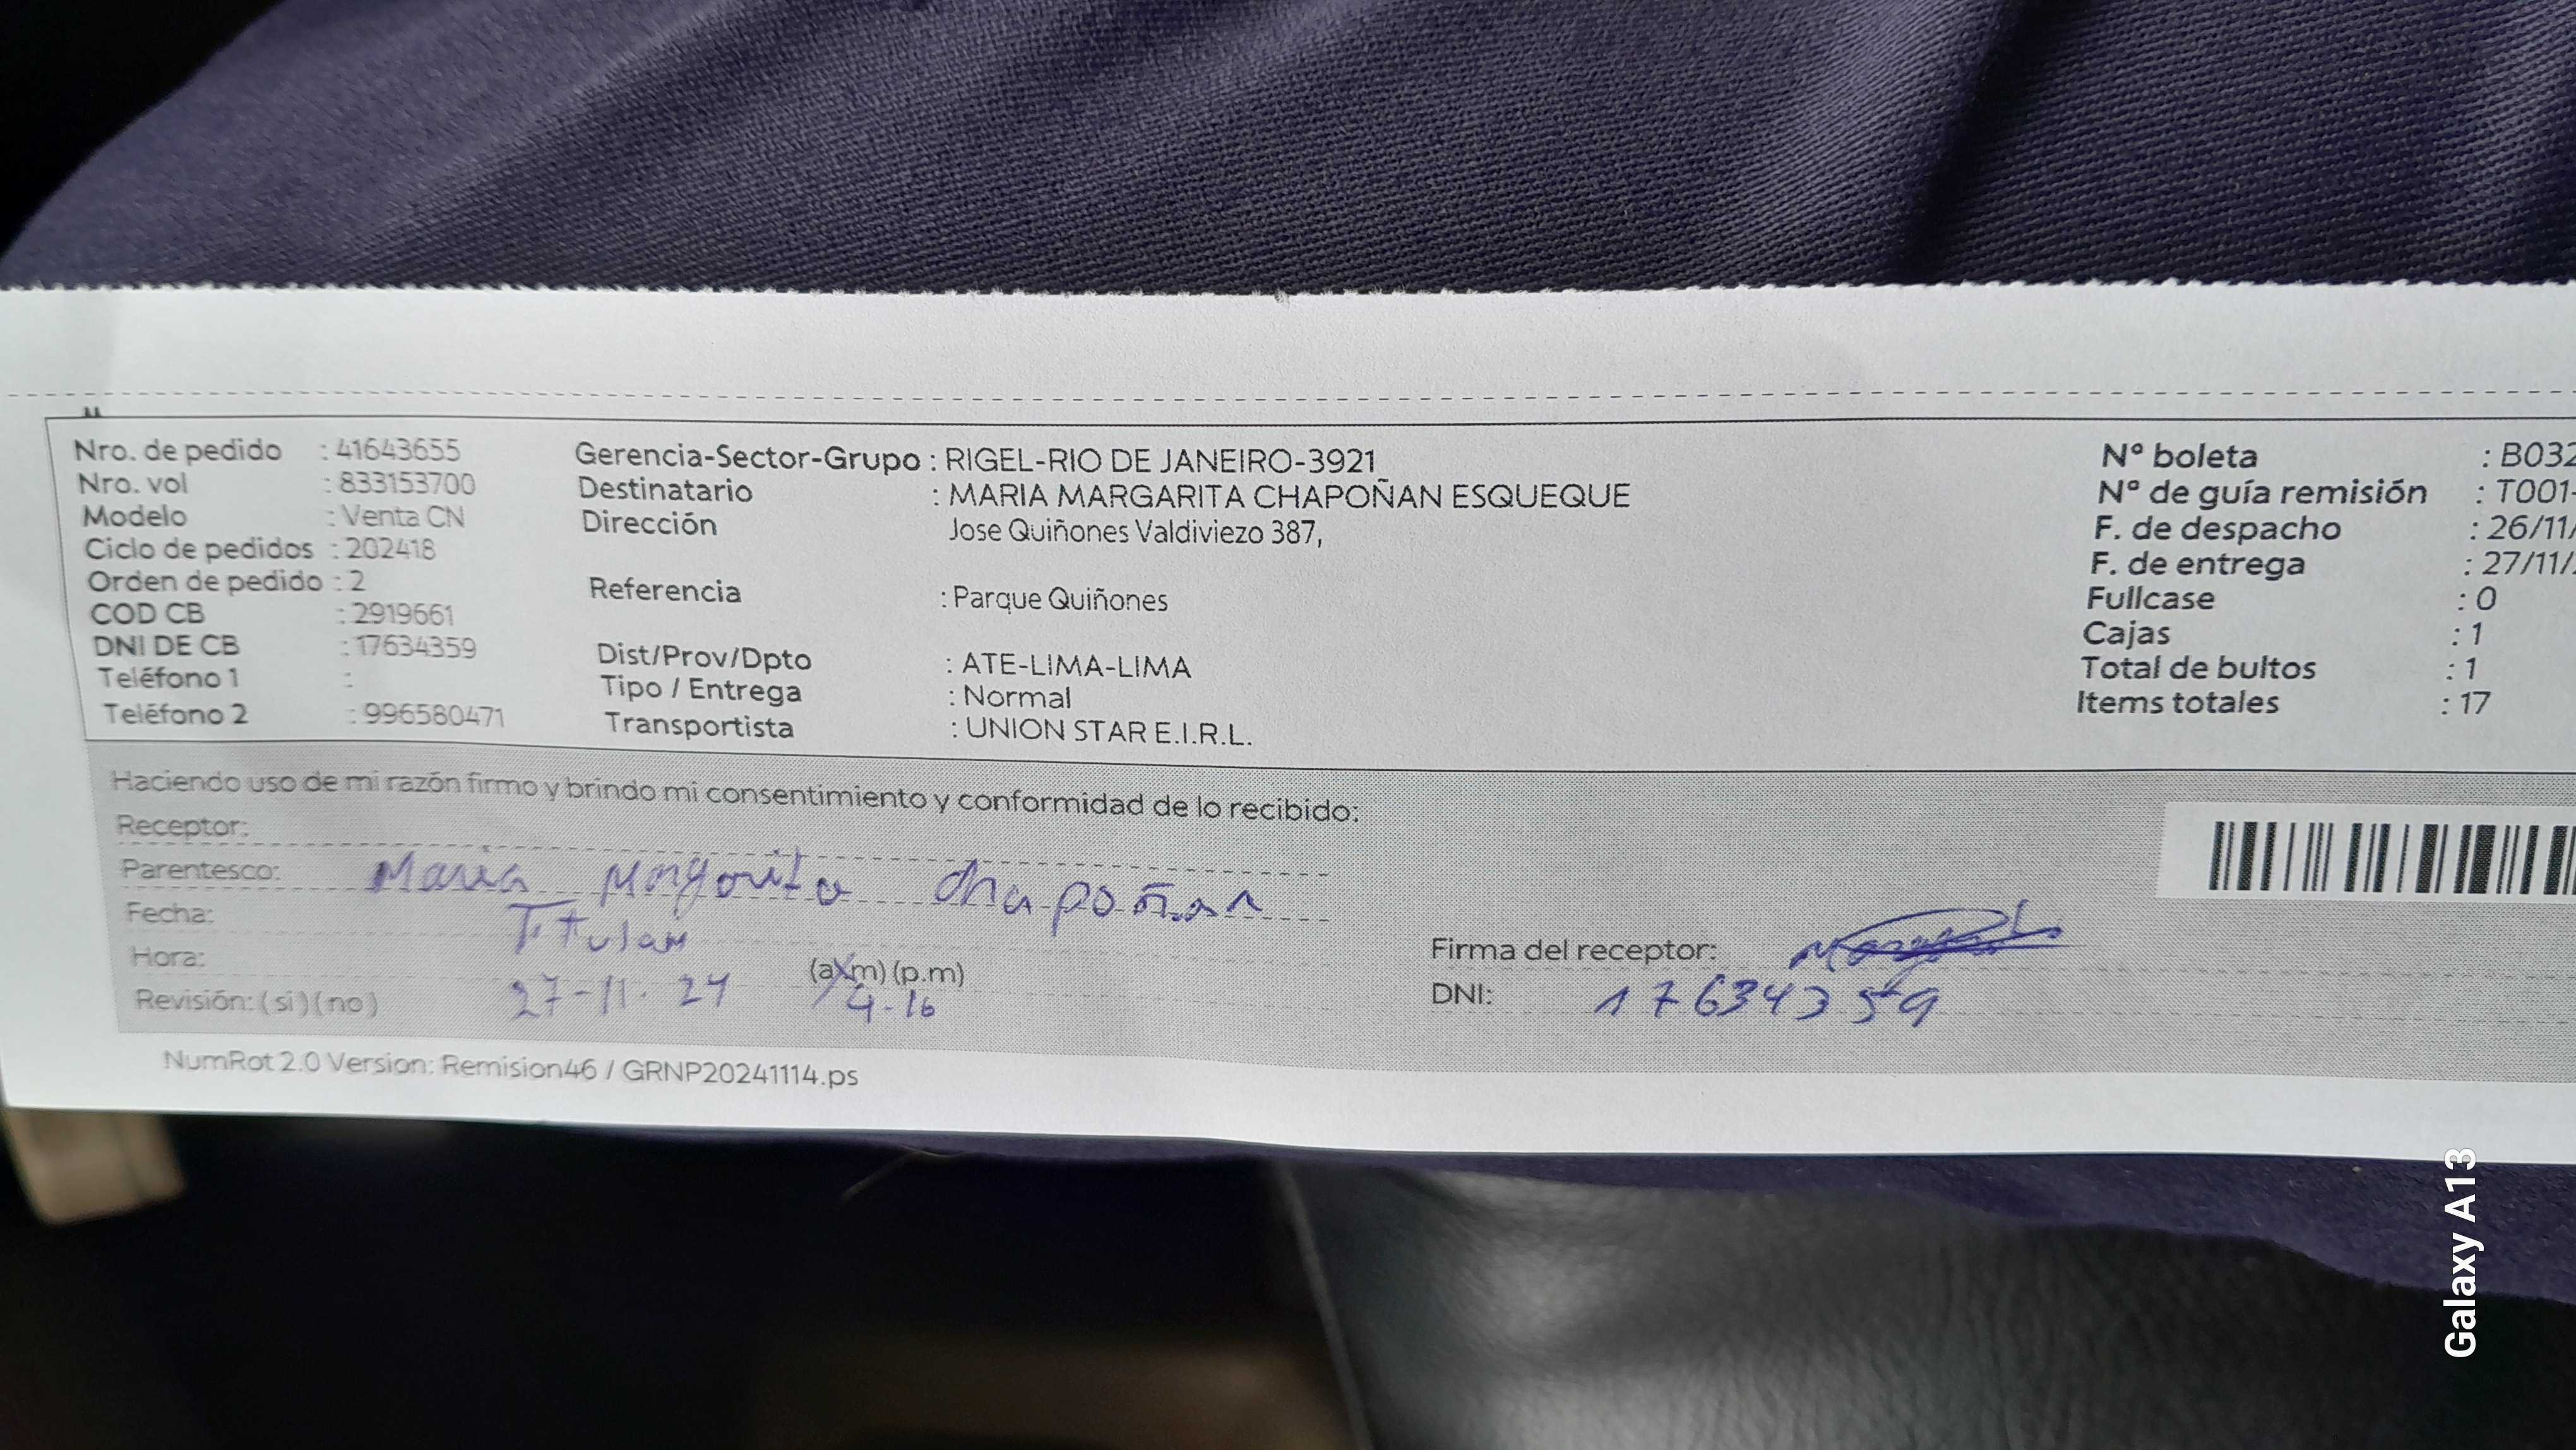 Nro. de pedido : 41643655
Nro. vol : 833153700
Modelo : Venta CN
Ciclo de pedidos : 202418
Orden de pedido : 2
COD CB : 2919661
DNI DE CB : 17634359
Teléfono 1 :
Teléfono 2 : 996580471
Gerencia-Sector-Grupo : RIGEL-RIO DE JANEIRO-3921
Destinatario : MARIA MARGARITA CHAPOÑAN ESQUEQUE
Dirección Jose Quiñones Valdiviezo 387,
Referencia : Parque Quiñones
Dist/Prov/Dpto : ATE-LIMA-LIMA
Tipo / Entrega : Normal
Transportista : UNION STAR E.I.R.L.
Nº boleta : B032
Nº de guía remisión : T001-
F. de despacho : 26/11/
F. de entrega : 27/11/
Fullcase : 0
Cajas : 1
Total de bultos : 1
Items totales : 17
Haciendo uso de mi razón firmo y brindo mi consentimiento y conformidad de lo recibido:
Receptor:
Parentesco: Maria Margarita Chapoñan
Fecha: Titular
Hora: (a.m) (p.m)
Revisión: (si) (no) 27-11-24 4-16
Firma del receptor:
DNI: 17634359
NumRot 2.0 Version: Remision46 / GRNP20241114.ps
Galaxy A13